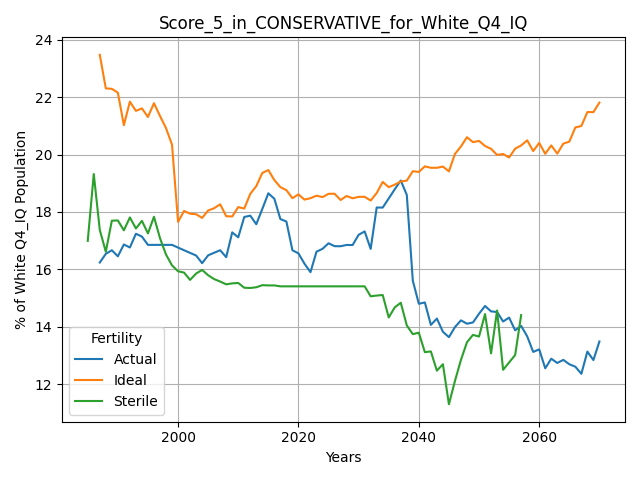 Score_5_in_CONSERVATIVE_for_White_Q4_IQ
% of White Q4_IQ Population
24
22
20
18
16
14
12
Fertility
Actual
Ideal
Sterile
2000
2020
2040
2060
Years